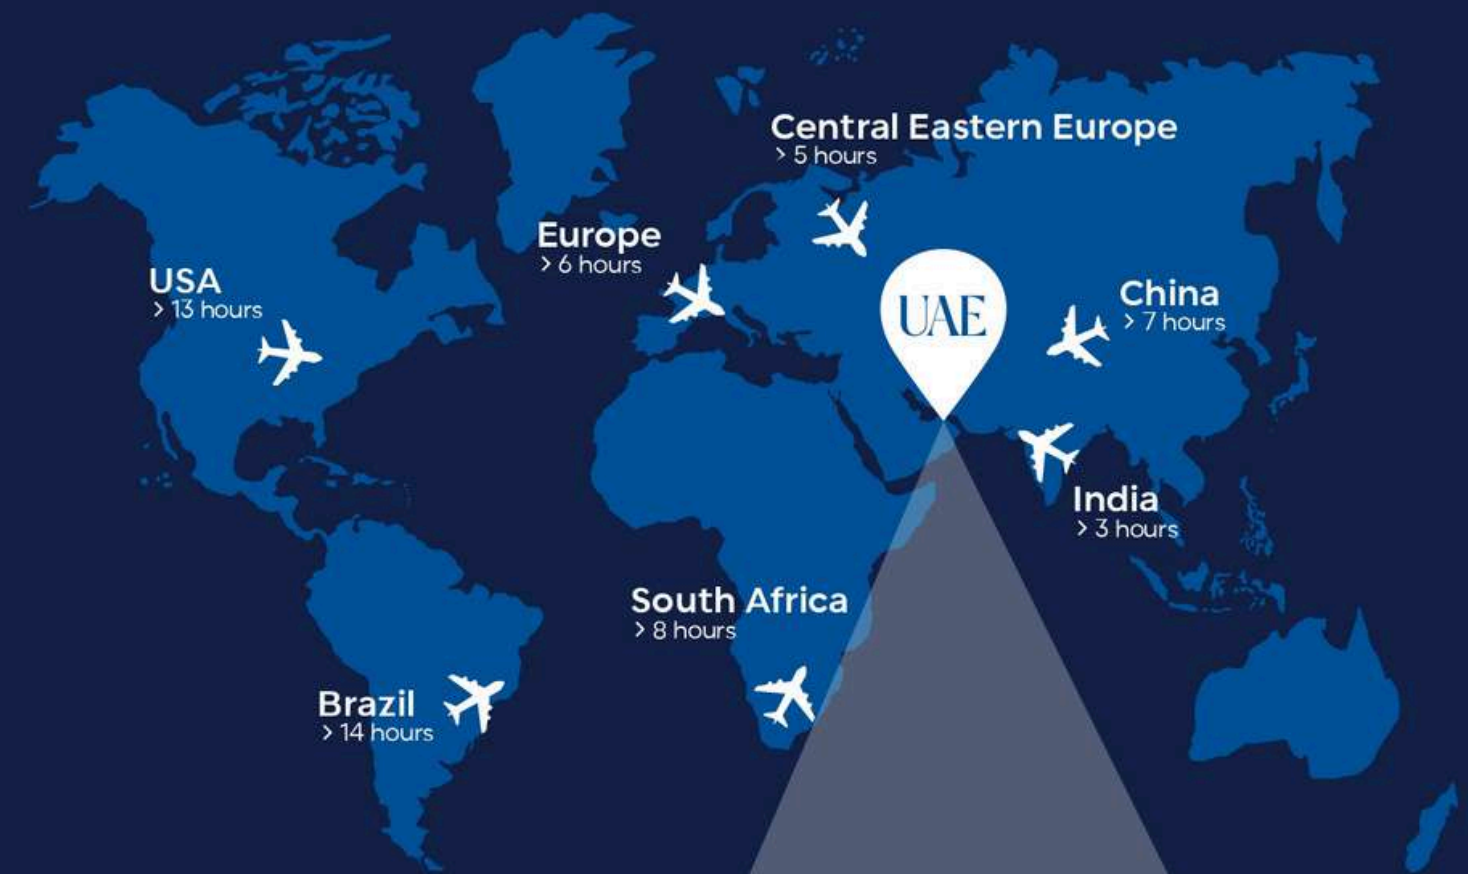 Central Eastern Europe
> 5 hours
Europe
> 6 hours
USA
> 13 hours
UAE
China
> 7 hours
India
> 3 hours
South Africa
> 8 hours
Brazil
> 14 hours